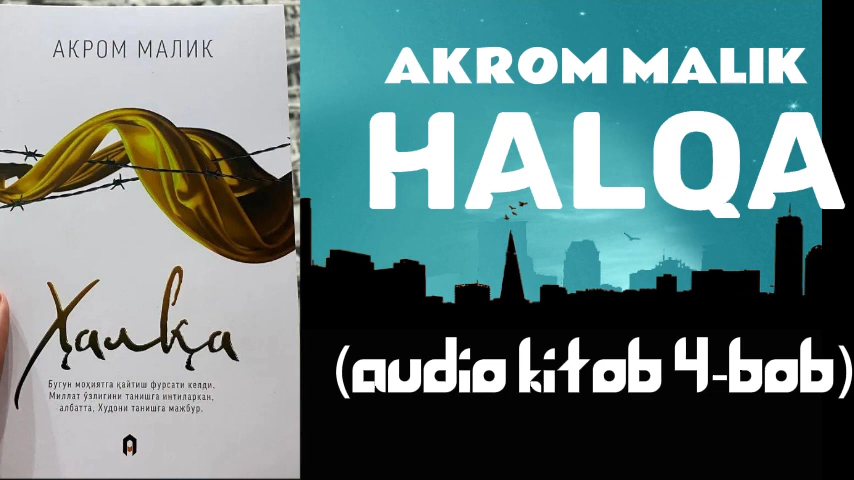 АКРОМ МАЛИК
Ҳалқа
Бугун моҳиятга қайтиш фурсати келди.
Миллат ўзлигини танишга интиларкан,
албатта, Худони танишга мажбур.
AKROM MALIK
HALQA
(audio kitob 4-bob)